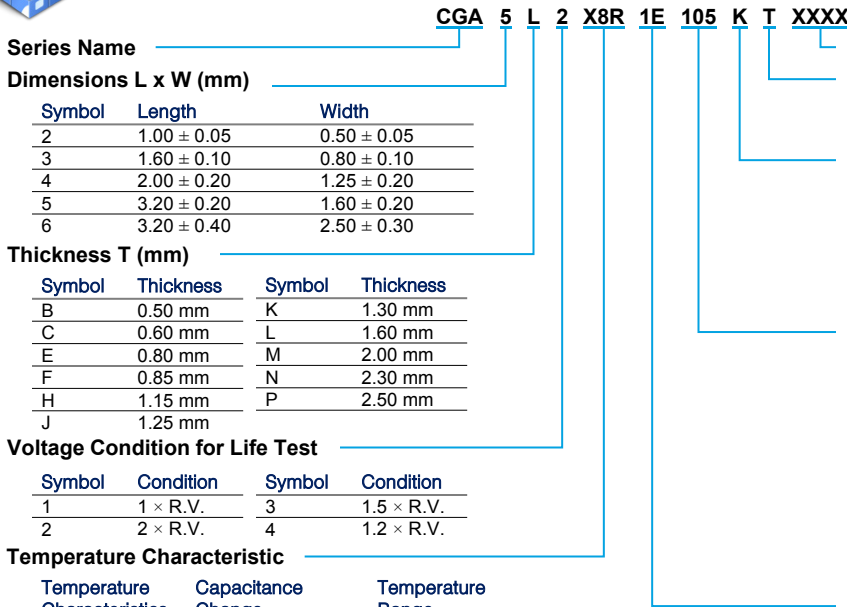 CGA 5 L 2 X8R 1E 105 K T XXXX
Series Name
Dimensions L x W (mm)
Symbol Length Width
2 1.00 ± 0.05 0.50 ± 0.05
3 1.60 ± 0.10 0.80 ± 0.10
4 2.00 ± 0.20 1.25 ± 0.20
5 3.20 ± 0.20 1.60 ± 0.20
6 3.20 ± 0.40 2.50 ± 0.30
Thickness T (mm)
Symbol Thickness Symbol Thickness
B 0.50 mm K 1.30 mm
C 0.60 mm L 1.60 mm
E 0.80 mm M 2.00 mm
F 0.85 mm N 2.30 mm
H 1.15 mm P 2.50 mm
J 1.25 mm
Voltage Condition for Life Test
Symbol Condition Symbol Condition
1 1 × R.V. 3 1.5 × R.V.
2 2 × R.V. 4 1.2 × R.V.
Temperature Characteristic
Temperature Capacitance Temperature
Characteristics Change Range